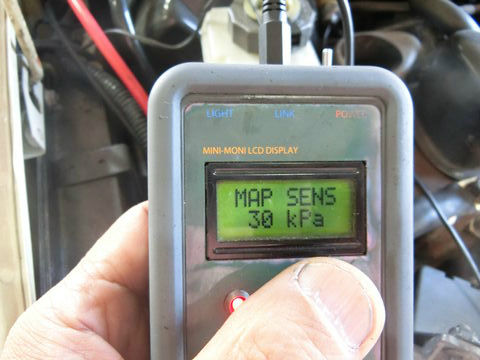 LIGHT LINK POWER
MINI-MONI LCD DISPLAY
MAP SENS
30 kPa